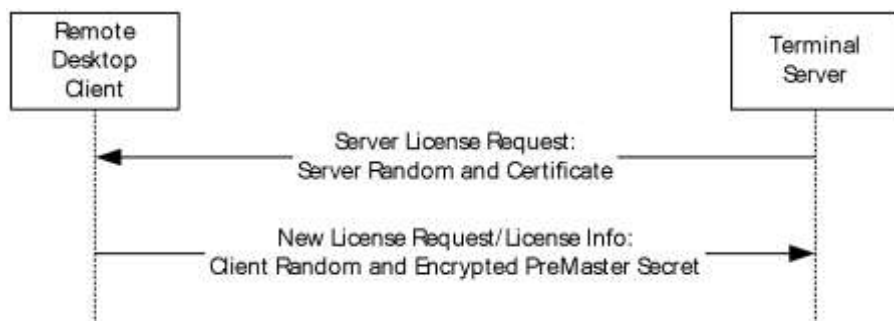 Remote
Desktop
Client
Terminal
Server
Server License Request:
Server Random and Certificate
New License Request/License Info:
Client Random and Encrypted PreMaster Secret